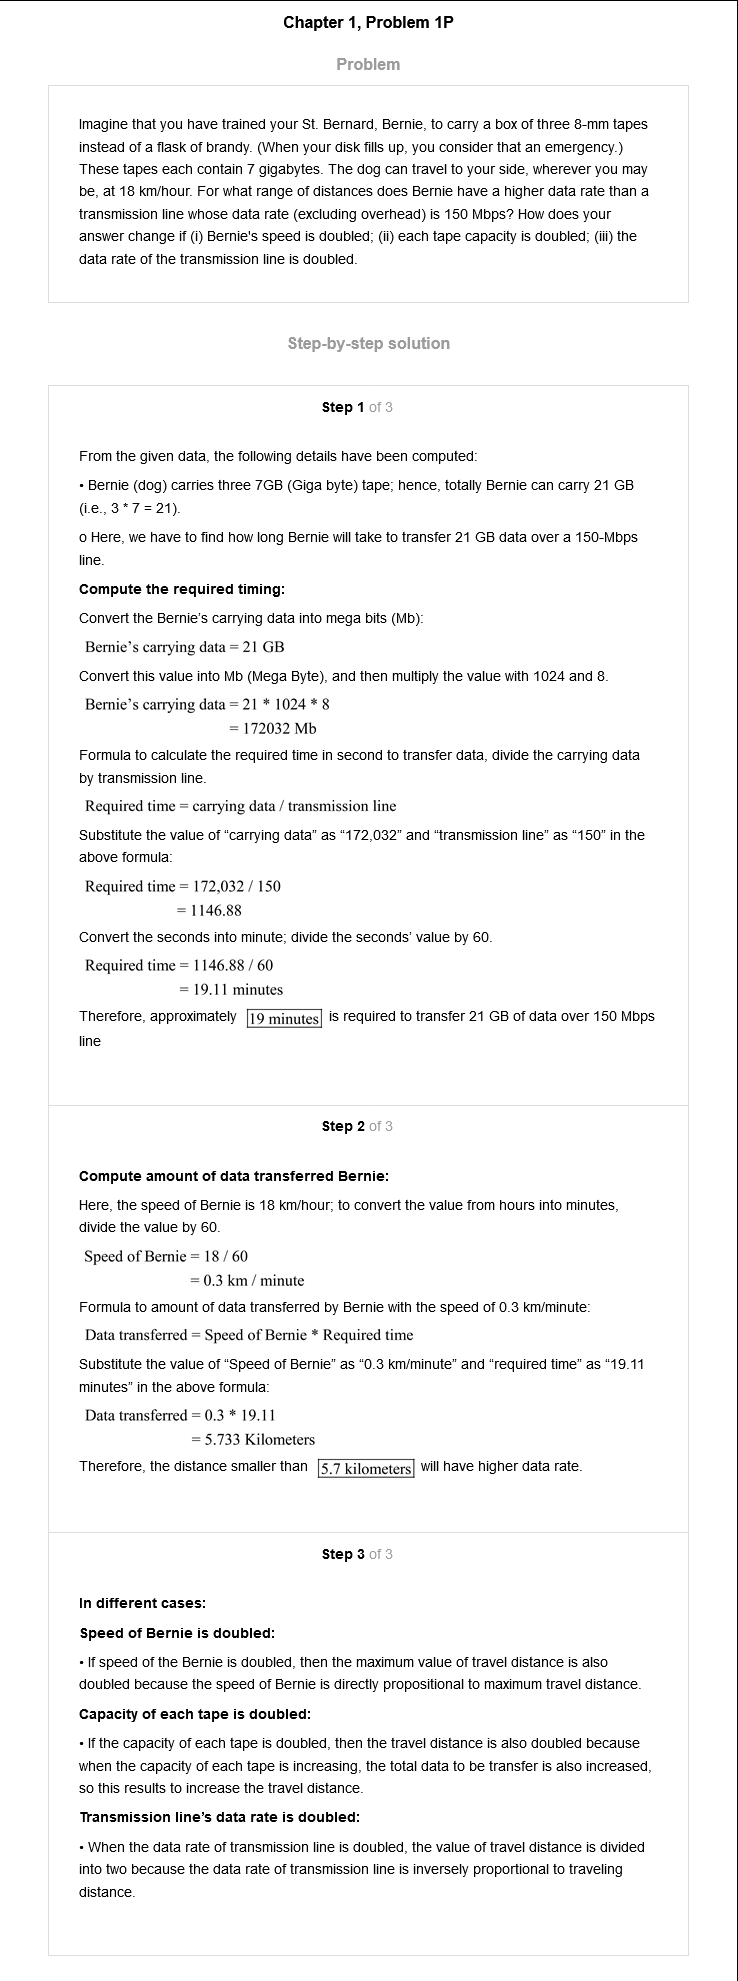 Chapter 1, Problem 1P
Problem
Imagine that you have trained your St. Bernard, Bernie, to carry a box of three 8-mm tapes
instead of a flask of brandy. (When your disk fills up, you consider that an emergency.)
These tapes each contain 7 gigabytes. The dog can travel to your side, wherever you may
be, at 18 km/hour. For what range of distances does Bernie have a higher data rate than a
transmission line whose data rate (excluding overhead) is 150 Mbps? How does your
answer change if (i) Bernie's speed is doubled; (ii) each tape capacity is doubled; (iii) the
data rate of the transmission line is doubled.
Step-by-step solution
Step 1 of 3
From the given data, the following details have been computed:
• Bernie (dog) carries three 7GB (Giga byte) tape; hence, totally Bernie can carry 21 GB
(i.e., 3 * 7 = 21).
o Here, we have to find how long Bernie will take to transfer 21 GB data over a 150-Mbps
line.
Compute the required timing:
Convert the Bernie’s carrying data into mega bits (Mb):
Bernie’s carrying data = 21 GB
Convert this value into Mb (Mega Byte), and then multiply the value with 1024 and 8.
Bernie’s carrying data = 21 * 1024 * 8
= 172032 Mb
Formula to calculate the required time in second to transfer data, divide the carrying data
by transmission line.
Required time = carrying data / transmission line
Substitute the value of “carrying data” as “172,032” and “transmission line” as “150” in the
above formula:
Required time = 172,032 / 150
= 1146.88
Convert the seconds into minute; divide the seconds’ value by 60.
Required time = 1146.88 / 60
= 19.11 minutes
Therefore, approximately 19 minutes is required to transfer 21 GB of data over 150 Mbps
line
Step 2 of 3
Compute amount of data transferred Bernie:
Here, the speed of Bernie is 18 km/hour; to convert the value from hours into minutes,
divide the value by 60.
Speed of Bernie = 18 / 60
= 0.3 km / minute
Formula to amount of data transferred by Bernie with the speed of 0.3 km/minute:
Data transferred = Speed of Bernie * Required time
Substitute the value of “Speed of Bernie” as “0.3 km/minute” and “required time” as “19.11
minutes” in the above formula:
Data transferred = 0.3 * 19.11
= 5.733 Kilometers
Therefore, the distance smaller than 5.7 kilometers will have higher data rate.
Step 3 of 3
In different cases:
Speed of Bernie is doubled:
• If speed of the Bernie is doubled, then the maximum value of travel distance is also
doubled because the speed of Bernie is directly propositional to maximum travel distance.
Capacity of each tape is doubled:
• If the capacity of each tape is doubled, then the travel distance is also doubled because
when the capacity of each tape is increasing, the total data to be transfer is also increased,
so this results to increase the travel distance.
Transmission line’s data rate is doubled:
• When the data rate of transmission line is doubled, the value of travel distance is divided
into two because the data rate of transmission line is inversely proportional to traveling
distance.